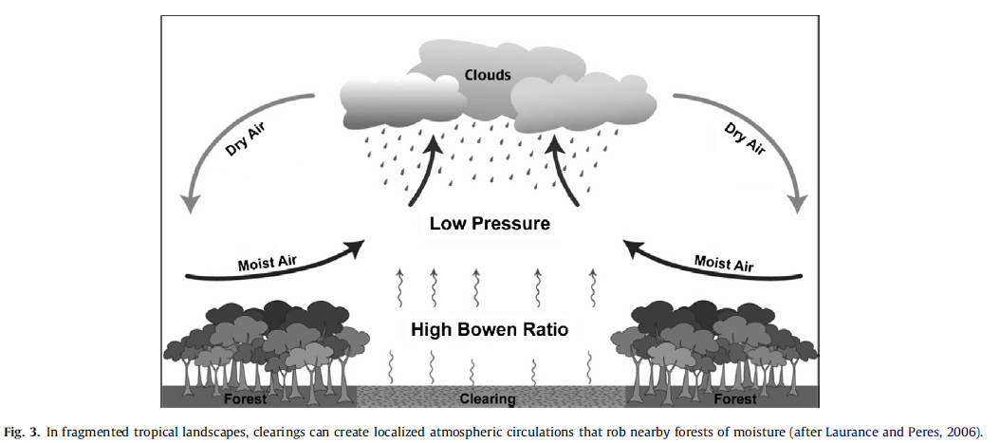 Clouds
Dry Air
Dry Air
Low Pressure
Moist Air
Moist Air
High Bowen Ratio
Forest
Clearing
Forest
Fig. 3. In fragmented tropical landscapes, clearings can create localized atmospheric circulations that rob nearby forests of moisture (after Laurance and Peres, 2006).